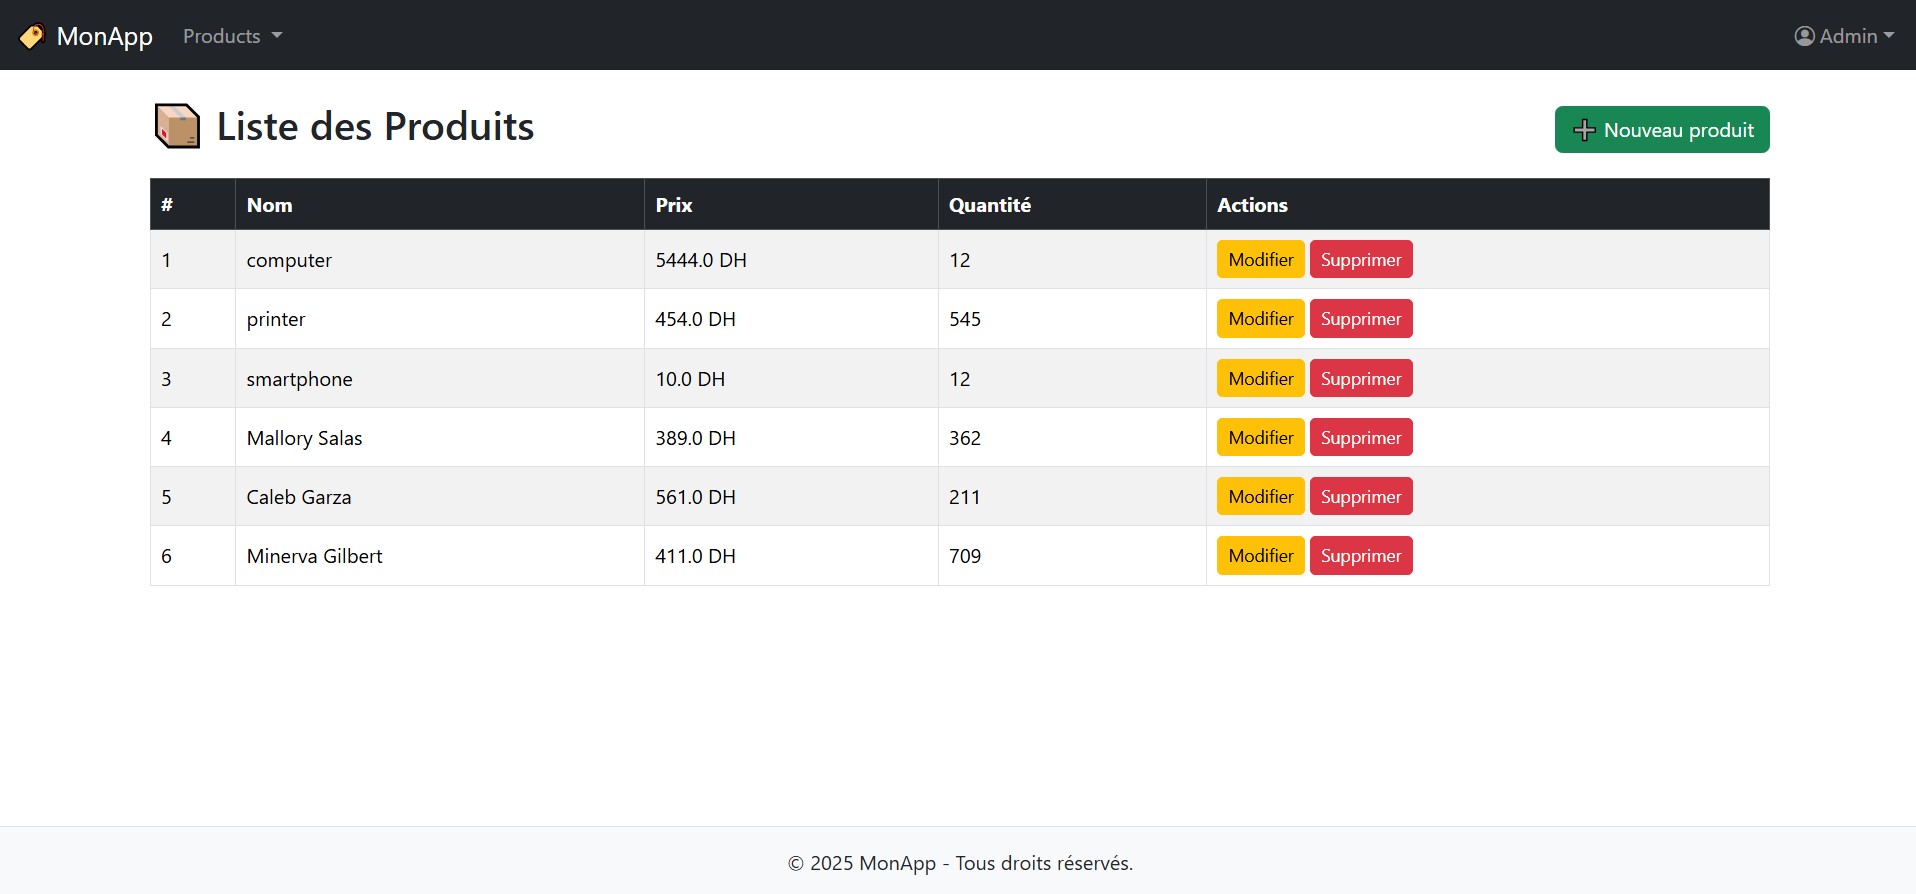 MonApp Products Admin
Liste des Produits
Nouveau produit
# Nom Prix Quantité Actions
1 computer 5444.0 DH 12 Modifier Supprimer
2 printer 454.0 DH 545 Modifier Supprimer
3 smartphone 10.0 DH 12 Modifier Supprimer
4 Mallory Salas 389.0 DH 362 Modifier Supprimer
5 Caleb Garza 561.0 DH 211 Modifier Supprimer
6 Minerva Gilbert 411.0 DH 709 Modifier Supprimer
© 2025 MonApp - Tous droits réservés.